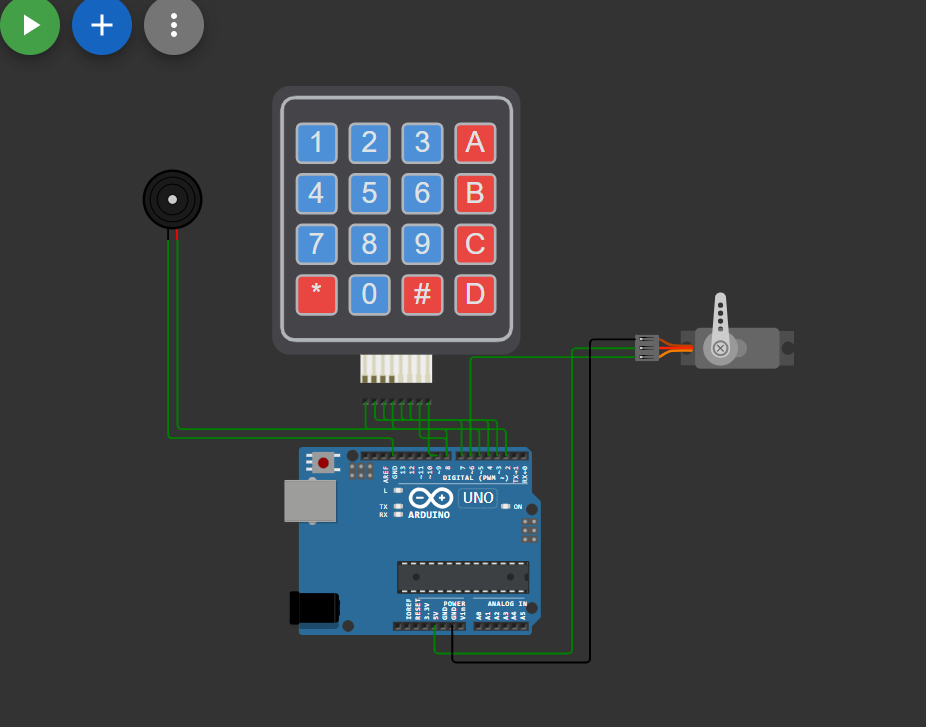 1 2 3 A
4 5 6 B
7 8 9 C
* 0 # D
AREF
GND
13
12
~11
~10
~9
8
7
~6
~5
4
~3
2
TX→1
RX←0
DIGITAL (PWM ~)
L
TX
RX
ARDUINO
UNO
ON
IOREF
RESET
3.3V
5V
GND
GND
Vin
POWER
ANALOG IN
A0
A1
A2
A3
A4
A5